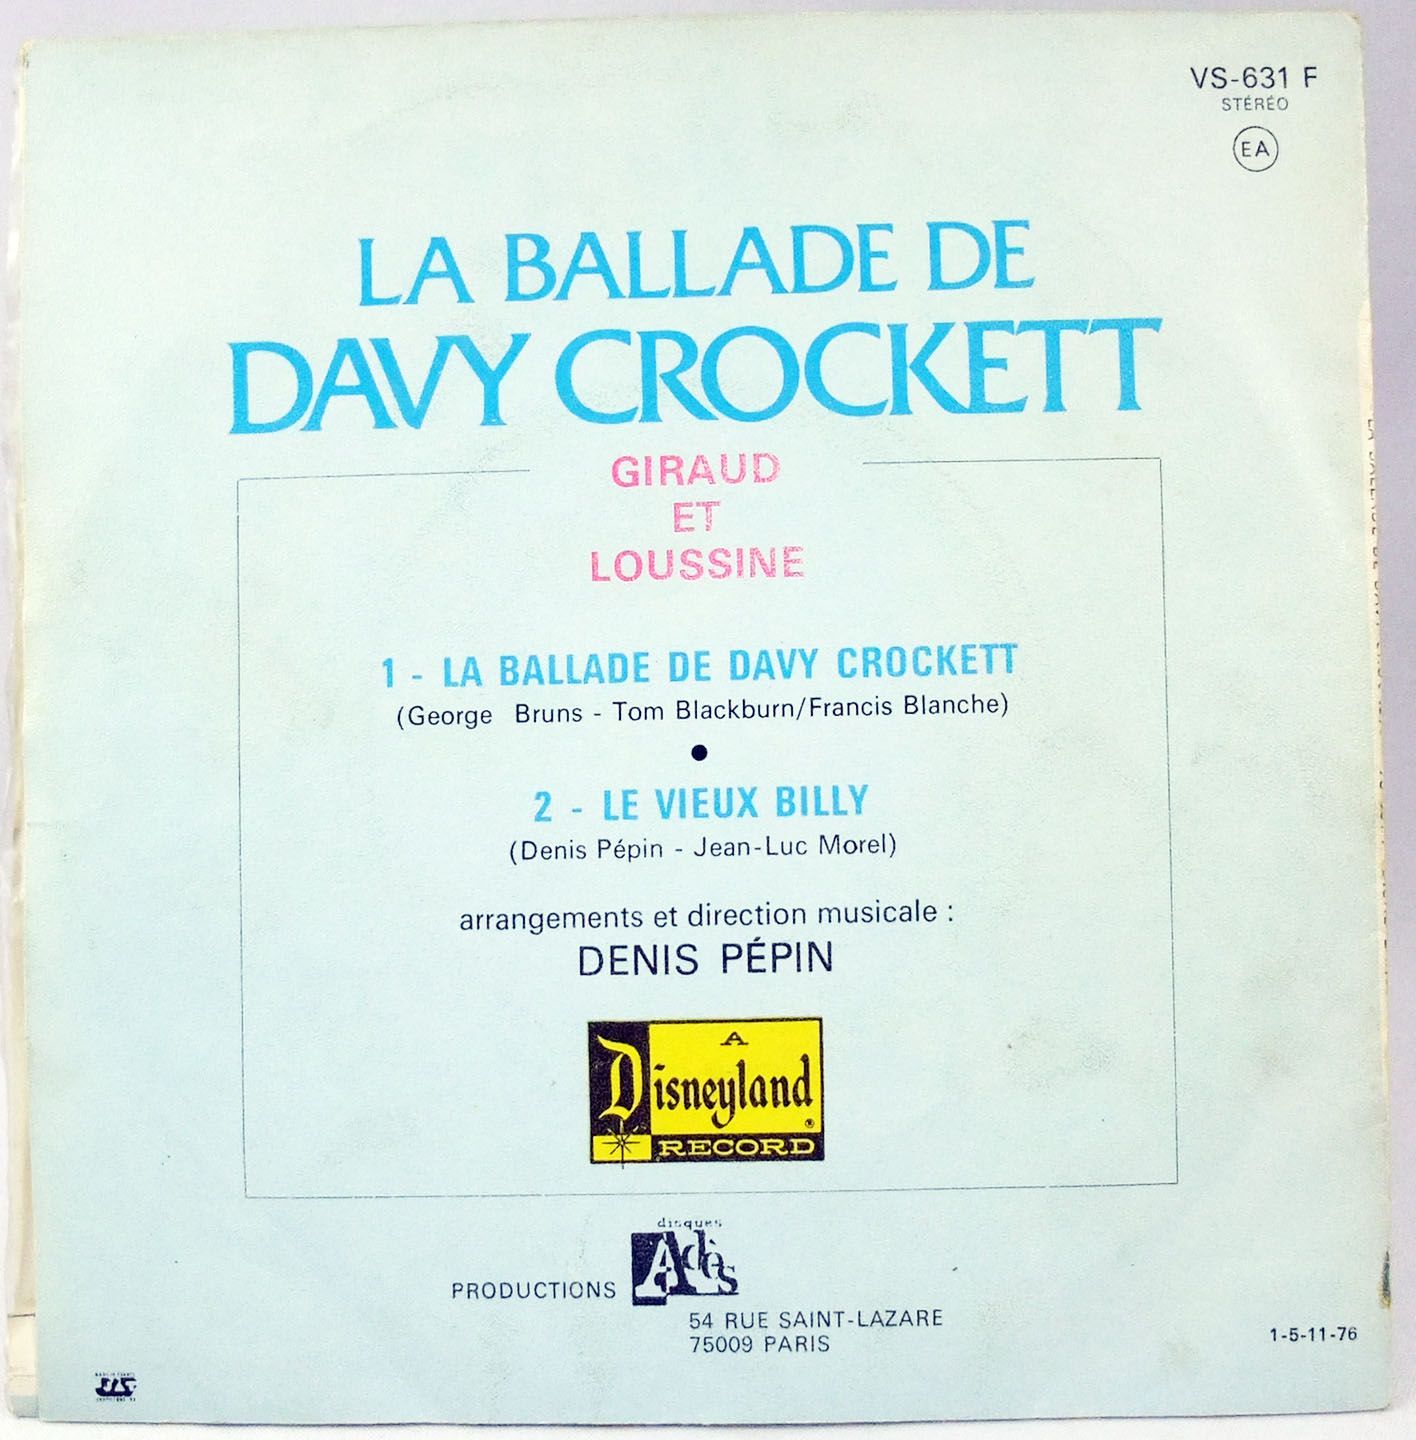 VS-631 F
STÉRÉO
EA
LA BALLADE DE
DAVY CROCKETT
GIRAUD
ET
LOUSSINE
1 - LA BALLADE DE DAVY CROCKETT
(George Bruns - Tom Blackburn/Francis Blanche)
2 - LE VIEUX BILLY
(Denis Pépin - Jean-Luc Morel)
arrangements et direction musicale :
DENIS PÉPIN
A
Disneyland
®
RECORD
disques
Adès
PRODUCTIONS
54 RUE SAINT-LAZARE
75009 PARIS
1-5-11-76